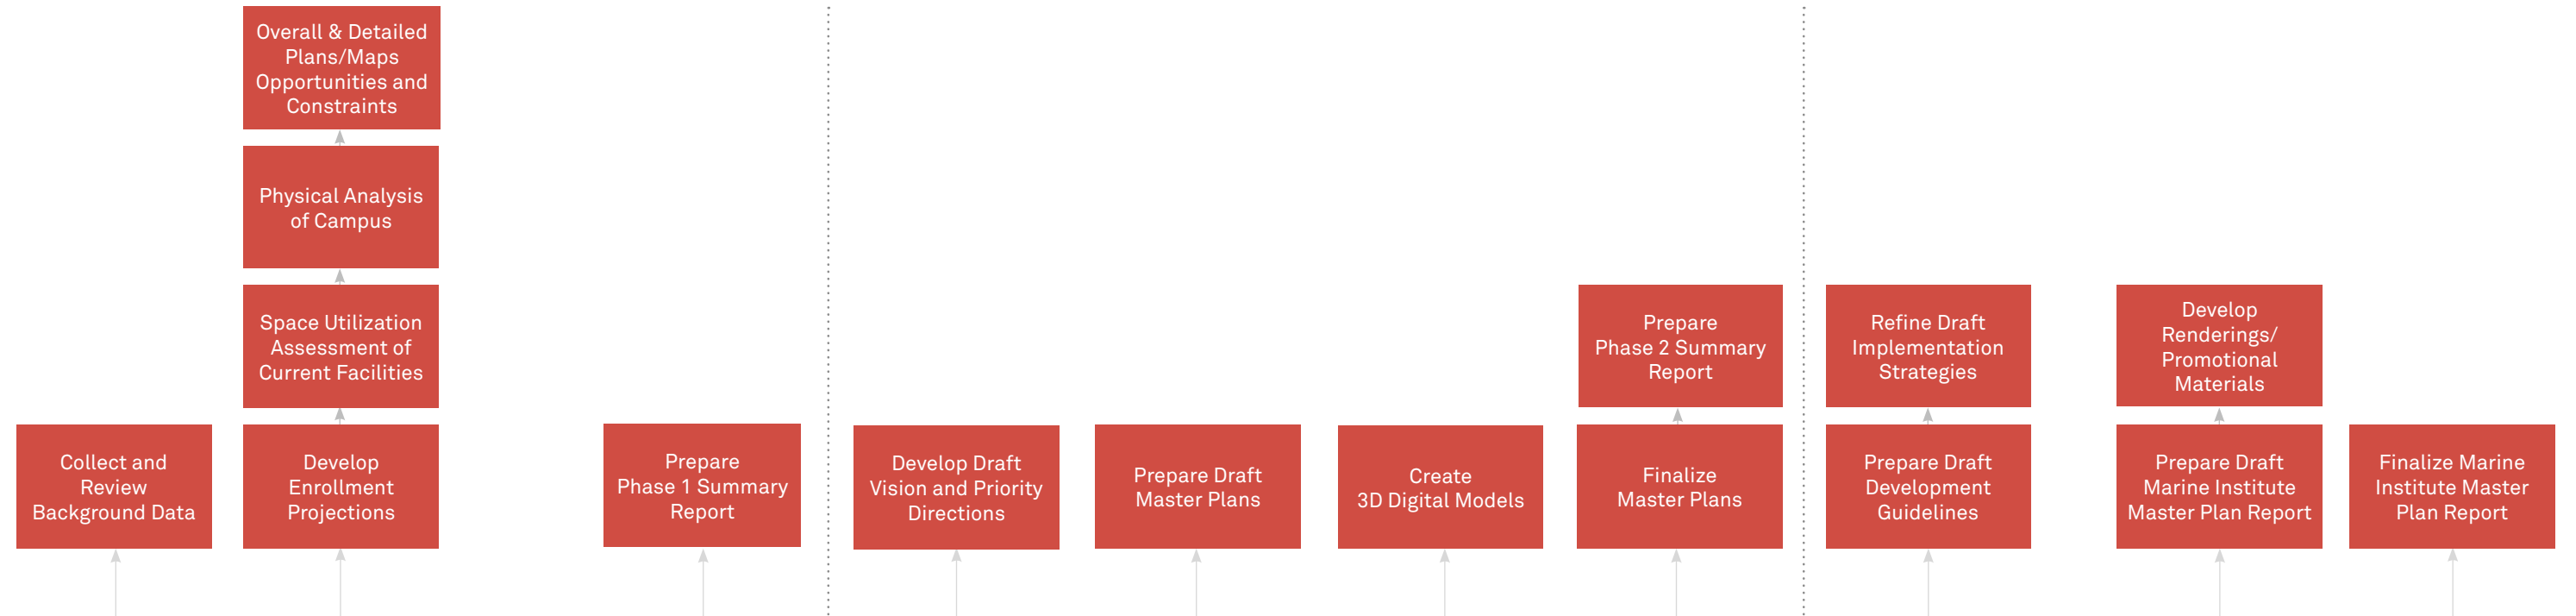 Overall & Detailed
Plans/Maps
Opportunities and
Constraints
Physical Analysis
of Campus
Space Utilization
Assessment of
Current Facilities
Collect and
Review
Background Data
Develop
Enrollment
Projections
Prepare
Phase 1 Summary
Report
Develop Draft
Vision and Priority
Directions
Prepare Draft
Master Plans
Create
3D Digital Models
Prepare
Phase 2 Summary
Report
Finalize
Master Plans
Refine Draft
Implementation
Strategies
Prepare Draft
Development
Guidelines
Develop
Renderings/
Promotional
Materials
Prepare Draft
Marine Institute
Master Plan Report
Finalize Marine
Institute Master
Plan Report